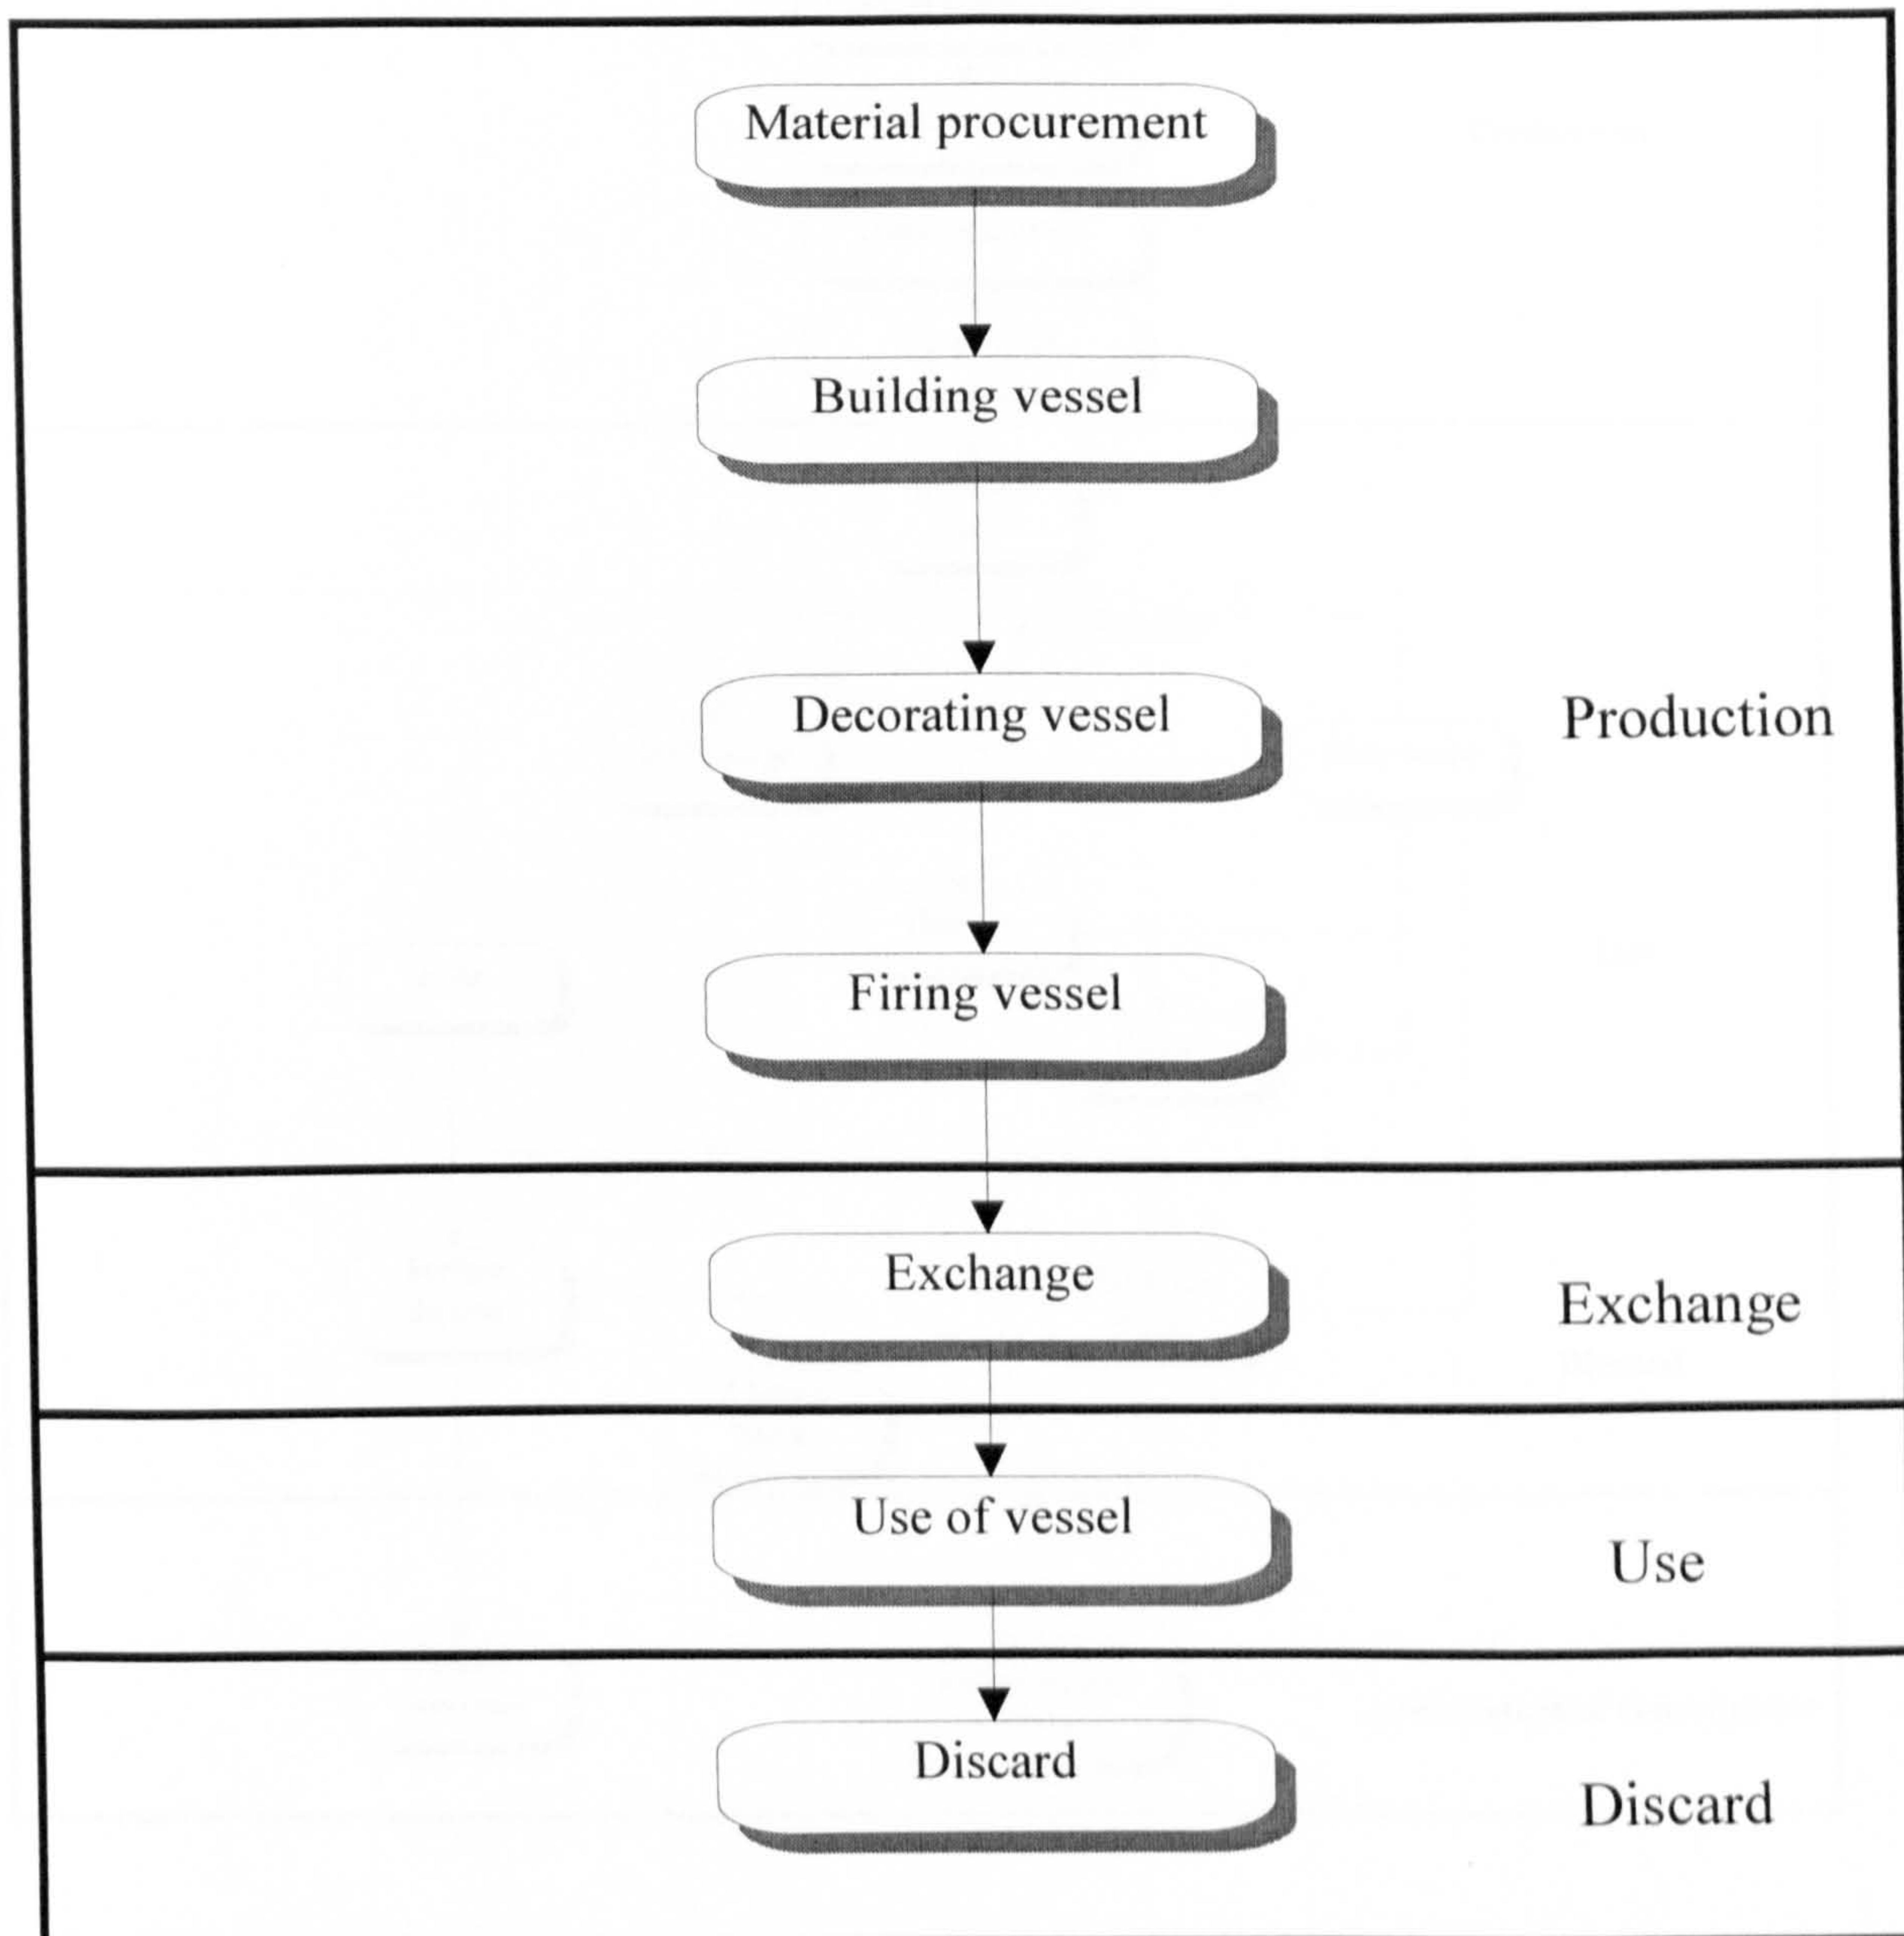 Material procurement
Building vessel
Decorating vessel
Production
Firing vessel
Exchange
Exchange
Use of vessel
Use
Discard
Discard